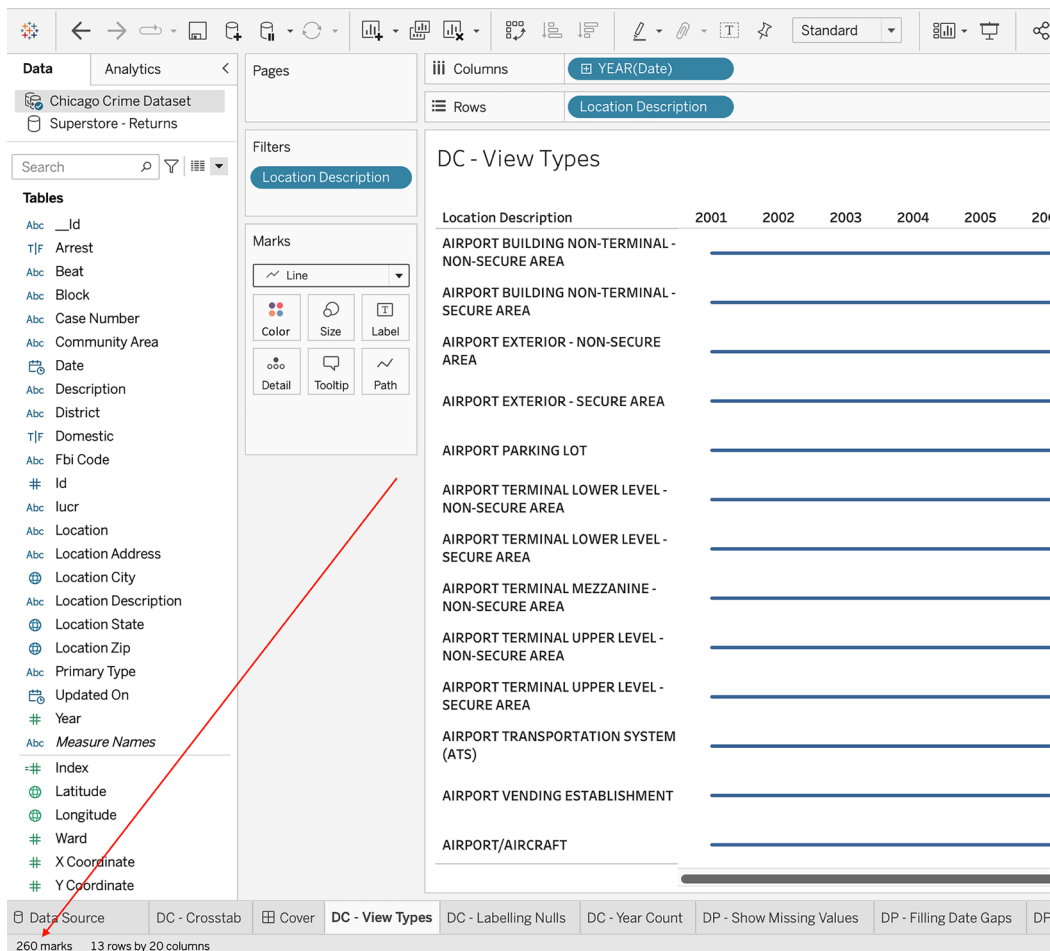 Standard
Data
Analytics
Chicago Crime Dataset
Superstore - Returns
Search
Tables
Abc __Id
T|F Arrest
Abc Beat
Abc Block
Abc Case Number
Abc Community Area
Date
Abc Description
Abc District
T|F Domestic
Abc Fbi Code
# Id
Abc Iucr
Abc Location
Abc Location Address
Location City
Abc Location Description
Location State
Location Zip
Abc Primary Type
Updated On
# Year
Abc Measure Names
=# Index
Latitude
Longitude
# Ward
# X Coordinate
# Y Coordinate
Pages
Filters
Location Description
Marks
Line
Color Size Label
Detail Tooltip Path
Columns YEAR(Date)
Rows Location Description
DC - View Types
Location Description 2001 2002 2003 2004 2005
AIRPORT BUILDING NON-TERMINAL -
NON-SECURE AREA
AIRPORT BUILDING NON-TERMINAL -
SECURE AREA
AIRPORT EXTERIOR - NON-SECURE
AREA
AIRPORT EXTERIOR - SECURE AREA
AIRPORT PARKING LOT
AIRPORT TERMINAL LOWER LEVEL -
NON-SECURE AREA
AIRPORT TERMINAL LOWER LEVEL -
SECURE AREA
AIRPORT TERMINAL MEZZANINE -
NON-SECURE AREA
AIRPORT TERMINAL UPPER LEVEL -
NON-SECURE AREA
AIRPORT TERMINAL UPPER LEVEL -
SECURE AREA
AIRPORT TRANSPORTATION SYSTEM
(ATS)
AIRPORT VENDING ESTABLISHMENT
AIRPORT/AIRCRAFT
Data Source DC - Crosstab Cover DC - View Types DC - Labelling Nulls DC - Year Count DP - Show Missing Values DP - Filling Date Gaps DP
260 marks 13 rows by 20 columns